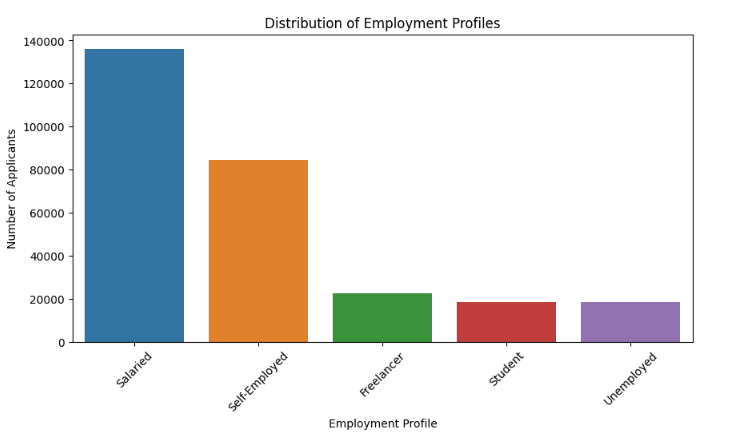 Distribution of Employment Profiles
140000
120000
100000
80000
60000
40000
20000
0
Number of Applicants
Salaried
Self-Employed
Freelancer
Student
Unemployed
Employment Profile